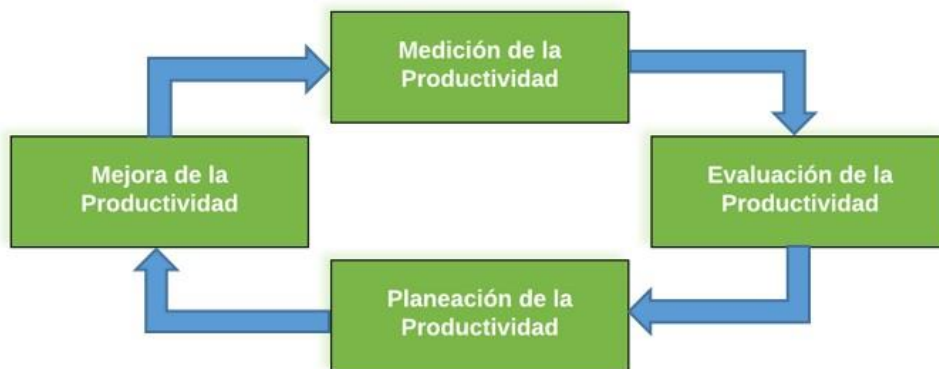 Medición de la
Productividad
Mejora de la
Productividad
Evaluación de la
Productividad
Planeación de la
Productividad